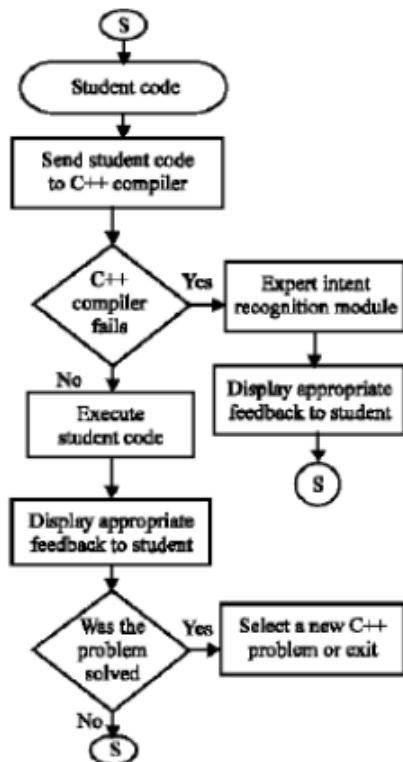 S
Student code
Send student code
to C++ compiler
C++
compiler
fails
Yes
Expert intent
recognition module
Display appropriate
feedback to student
S
No
Execute
student code
Display appropriate
feedback to student
Was the
problem
solved
Yes
Select a new C++
problem or exit
No
S